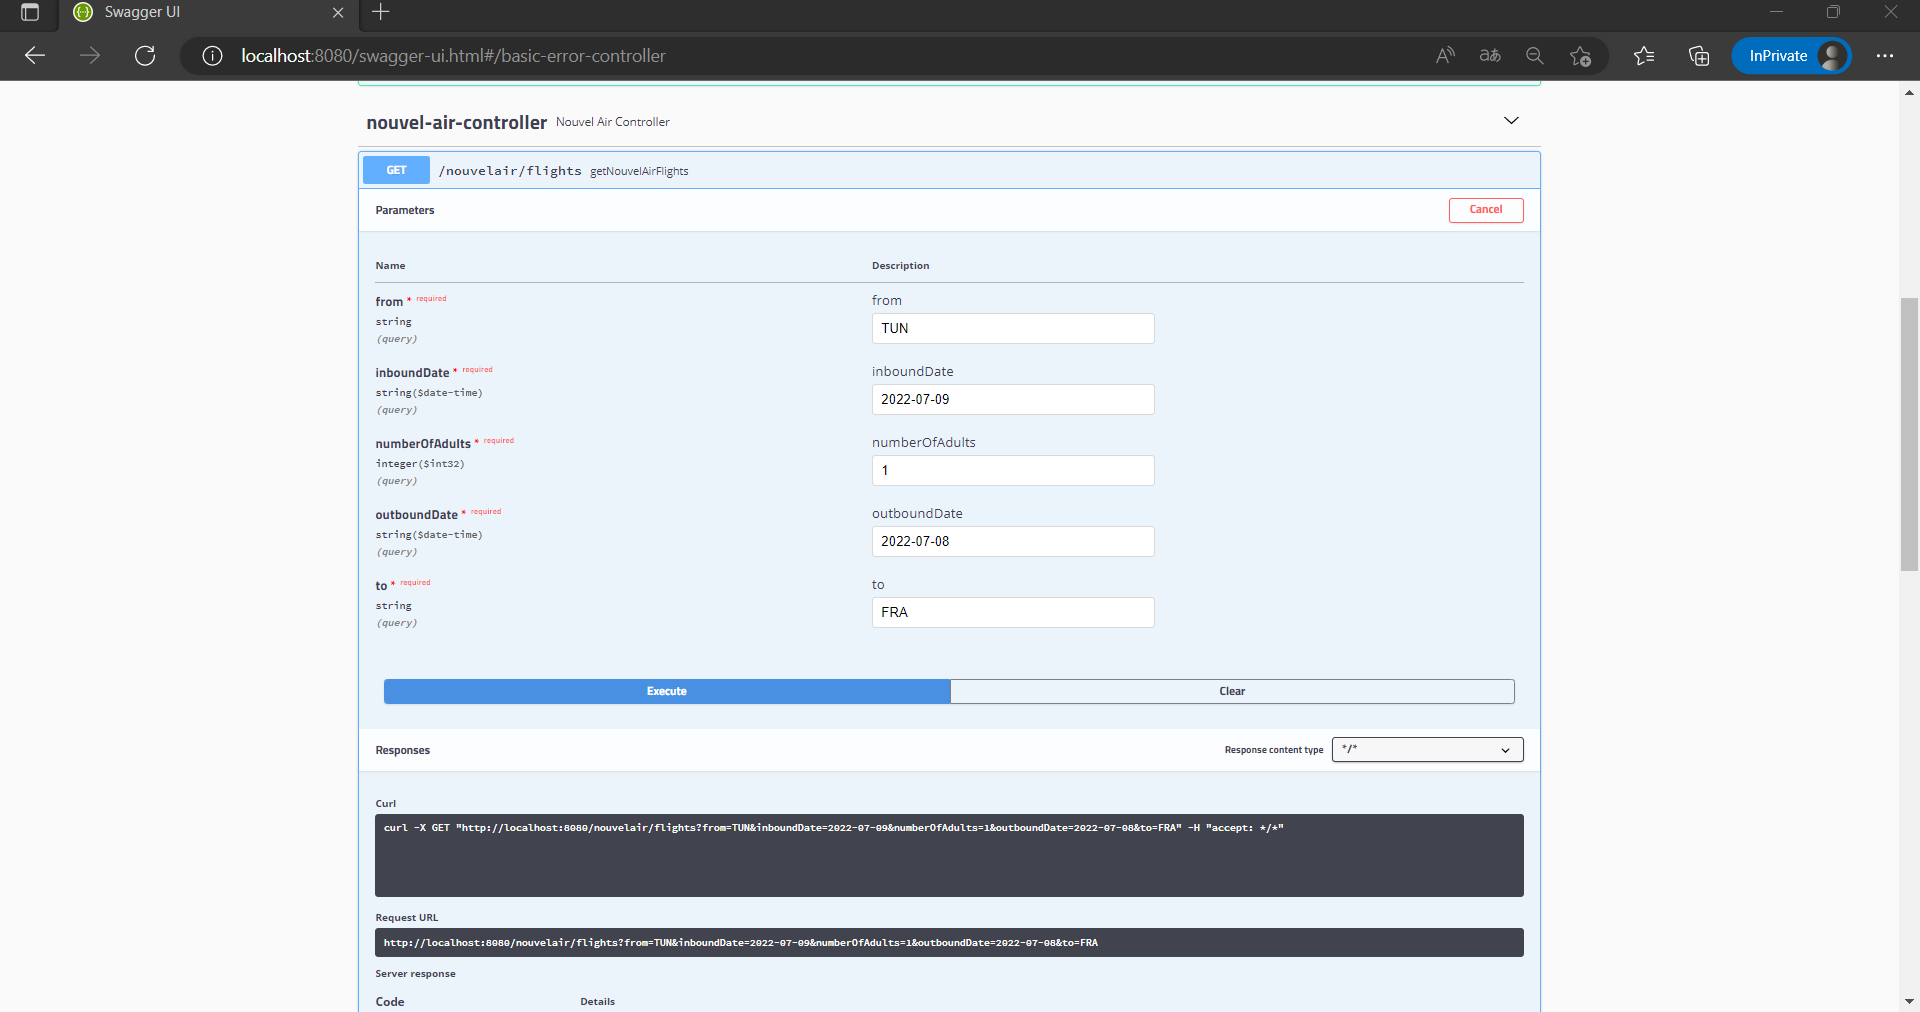 Swagger UI
localhost:8080/swagger-ui.html#/basic-error-controller
A
aあ
InPrivate
nouvel-air-controller Nouvel Air Controller
GET /nouvelair/flights getNouvelAirFlights
Parameters
Cancel
Name Description
from * required
string
(query)
from
TUN
inboundDate * required
string($date-time)
(query)
inboundDate
2022-07-09
numberOfAdults * required
integer($int32)
(query)
numberOfAdults
1
outboundDate * required
string($date-time)
(query)
outboundDate
2022-07-08
to * required
string
(query)
to
FRA
Execute Clear
Responses Response content type */*
Curl
curl -X GET "http://localhost:8080/nouvelair/flights?from=TUN&inboundDate=2022-07-09&numberOfAdults=1&outboundDate=2022-07-08&to=FRA" -H "accept: */*"
Request URL
http://localhost:8080/nouvelair/flights?from=TUN&inboundDate=2022-07-09&numberOfAdults=1&outboundDate=2022-07-08&to=FRA
Server response
Code Details